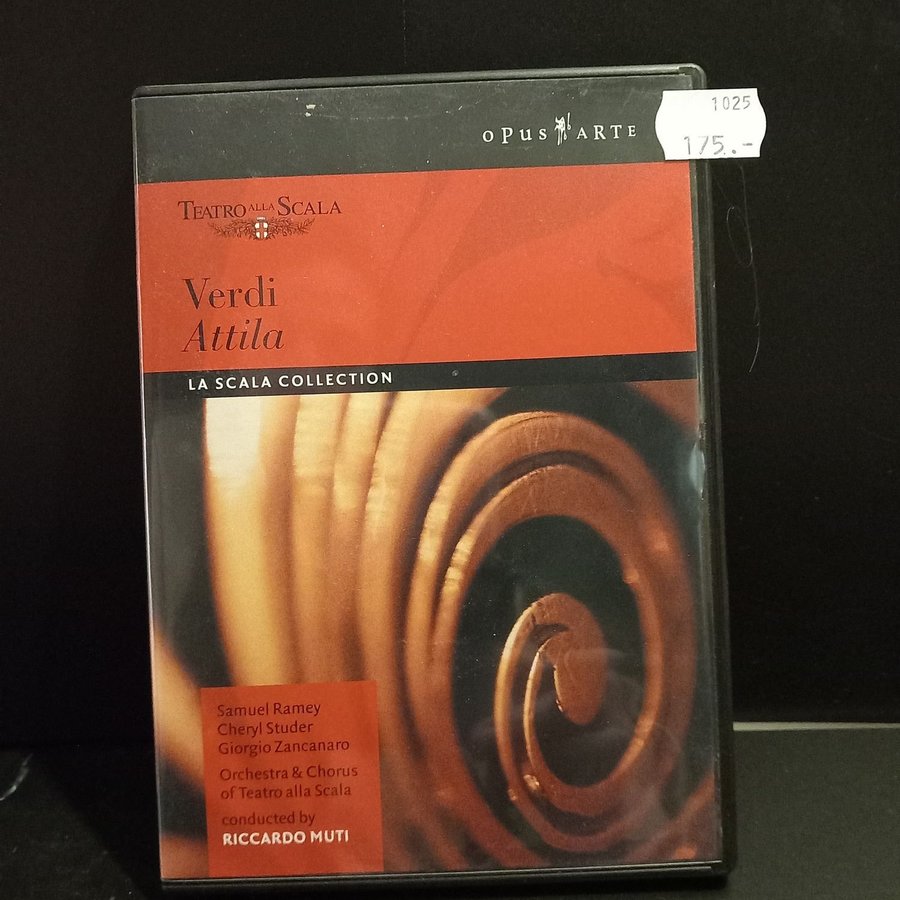 1025
175.-
OPUS ARTE
TEATRO ALLA SCALA
Verdi
Attila
LA SCALA COLLECTION
Samuel Ramey
Cheryl Studer
Giorgio Zancanaro
Orchestra & Chorus
of Teatro alla Scala
conducted by
RICCARDO MUTI